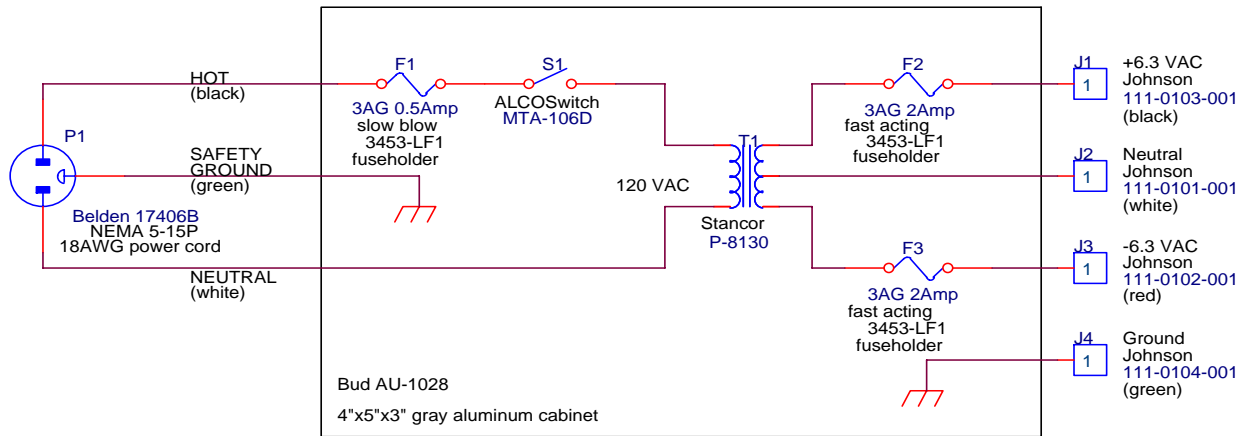 HOT
(black)
F1
3AG 0.5Amp
slow blow
3453-LF1
fuseholder
S1
ALCOSwitch
MTA-106D
F2
3AG 2Amp
fast acting
3453-LF1
fuseholder
J1
1
+6.3 VAC
Johnson
111-0103-001
(black)
P1
SAFETY
GROUND
(green)
Belden 17406B
NEMA 5-15P
18AWG power cord
NEUTRAL
(white)
120 VAC
T1
Stancor
P-8130
J2
1
Neutral
Johnson
111-0101-001
(white)
F3
3AG 2Amp
fast acting
3453-LF1
fuseholder
J3
1
-6.3 VAC
Johnson
111-0102-001
(red)
J4
1
Ground
Johnson
111-0104-001
(green)
Bud AU-1028
4"x5"x3" gray aluminum cabinet